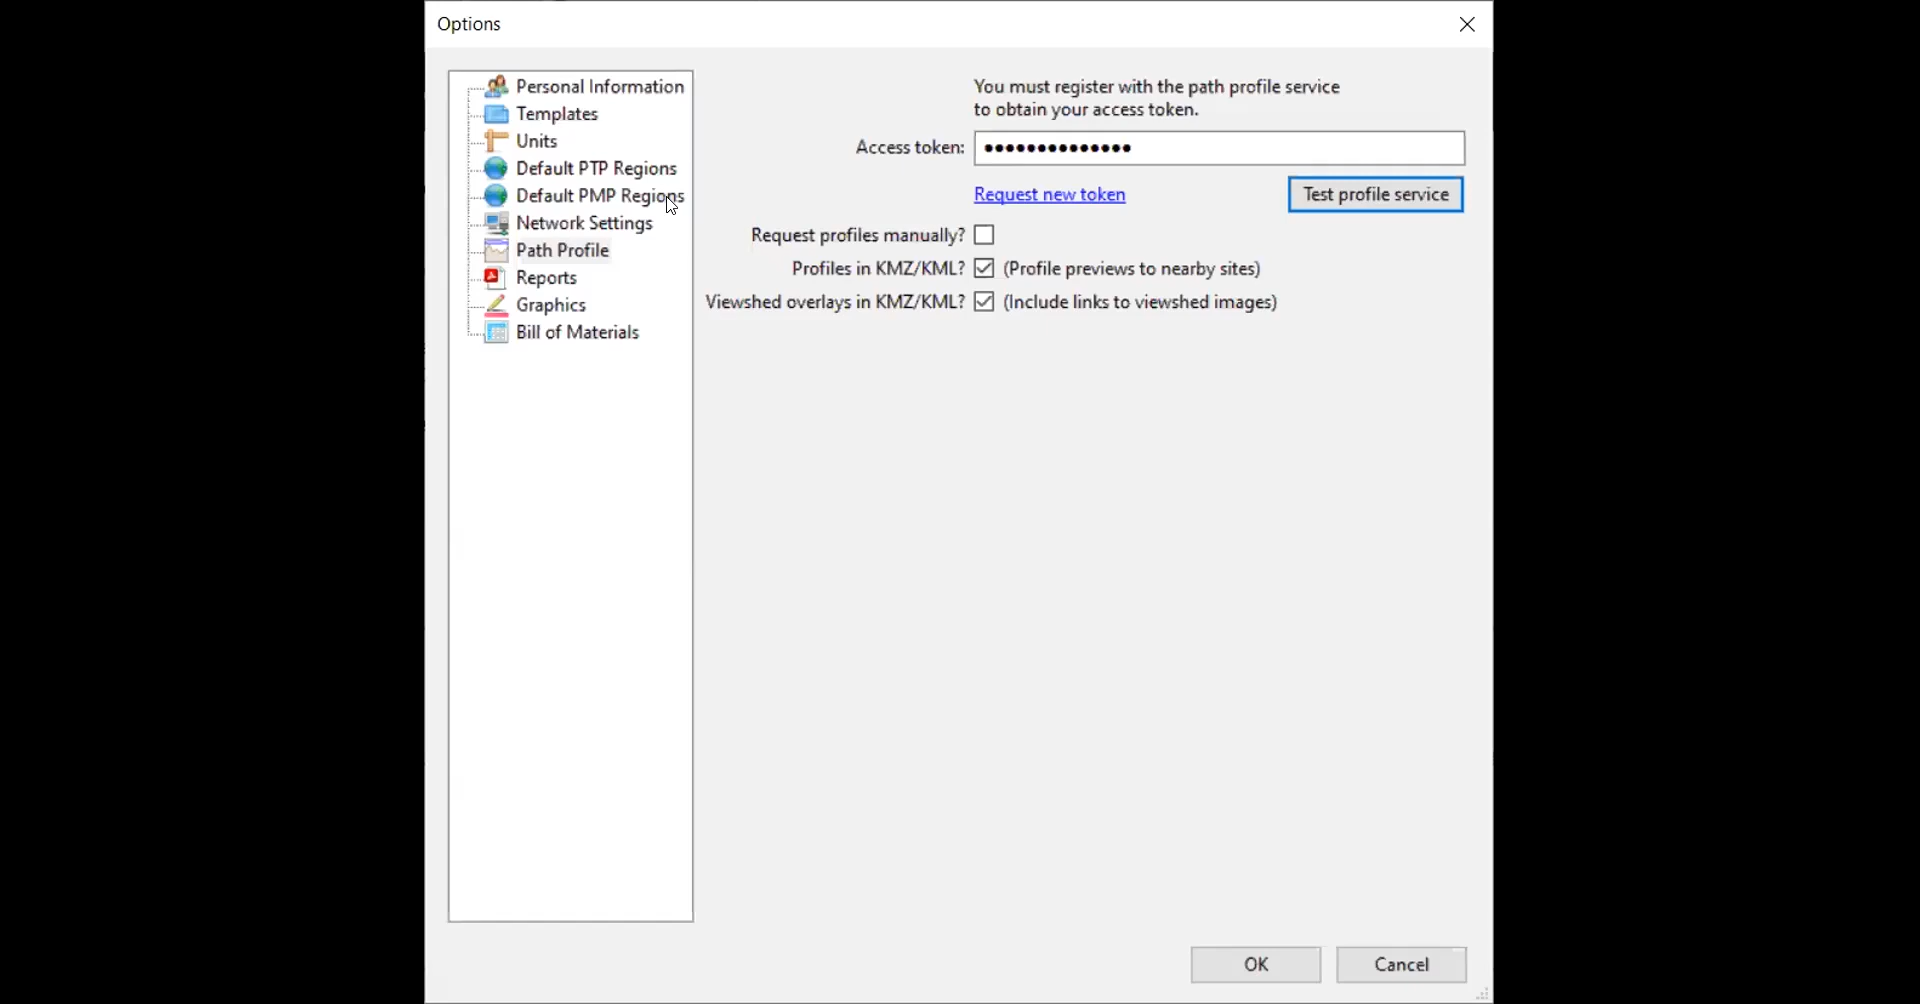 Options
Personal Information
Templates
Units
Default PTP Regions
Default PMP Regions
Network Settings
Path Profile
Reports
Graphics
Bill of Materials
You must register with the path profile service
to obtain your access token.
Access token: ••••••••••••••
Request new token
Test profile service
Request profiles manually?
Profiles in KMZ/KML? (Profile previews to nearby sites)
Viewshed overlays in KMZ/KML? (Include links to viewshed images)
OK
Cancel